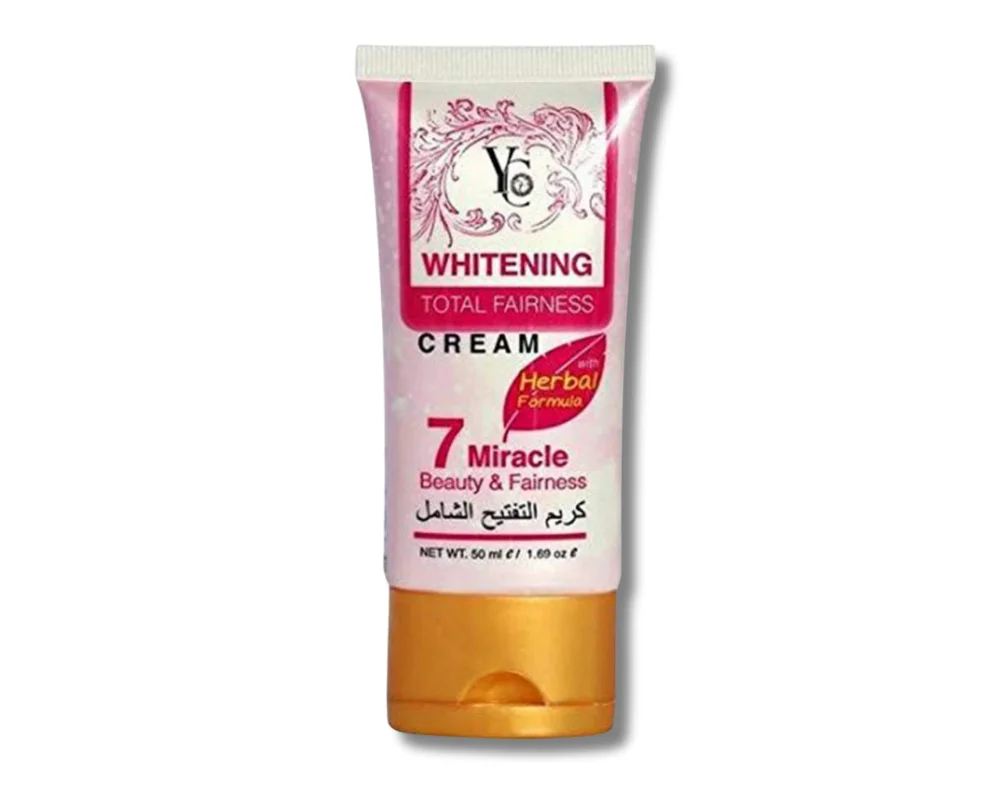 YC
WHITENING
TOTAL FAIRNESS
CREAM
with
Herbal
Formula
7 Miracle
Beauty & Fairness
كريم التفتيح الشامل
NET WT. 50 ml e / 1.69 oz e